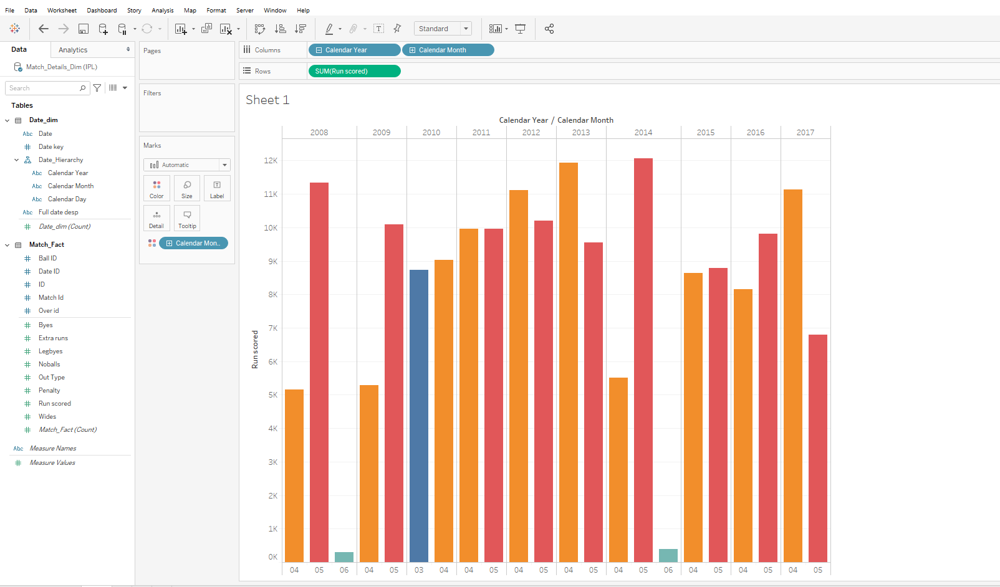 File Data Worksheet Dashboard Story Analysis Map Format Server Window Help
Standard
Data Analytics
Match_Details_Dim (IPL)
Search
Tables
Date_dim
Abc Date
Date key
Date_Hierarchy
Abc Calendar Year
Abc Calendar Month
Abc Calendar Day
Abc Full date desp
Date_dim (Count)
Match_Fact
Ball ID
Date ID
ID
Match Id
Over id
Byes
Extra runs
Legbyes
Noballs
Out Type
Penalty
Run scored
Wides
Match_Fact (Count)
Abc Measure Names
Measure Values
Pages
Filters
Marks
Automatic
Color Size Label
Detail Tooltip
Calendar Mon..
Columns Calendar Year Calendar Month
Rows SUM(Run scored)
Sheet 1
Calendar Year / Calendar Month
2008 2009 2010 2011 2012 2013 2014 2015 2016 2017
12K
11K
10K
9K
8K
7K
6K
5K
4K
3K
2K
1K
0K
Run scored
04 05 06 04 05 03 04 04 05 04 05 04 05 04 05 06 04 05 04 05 04 05